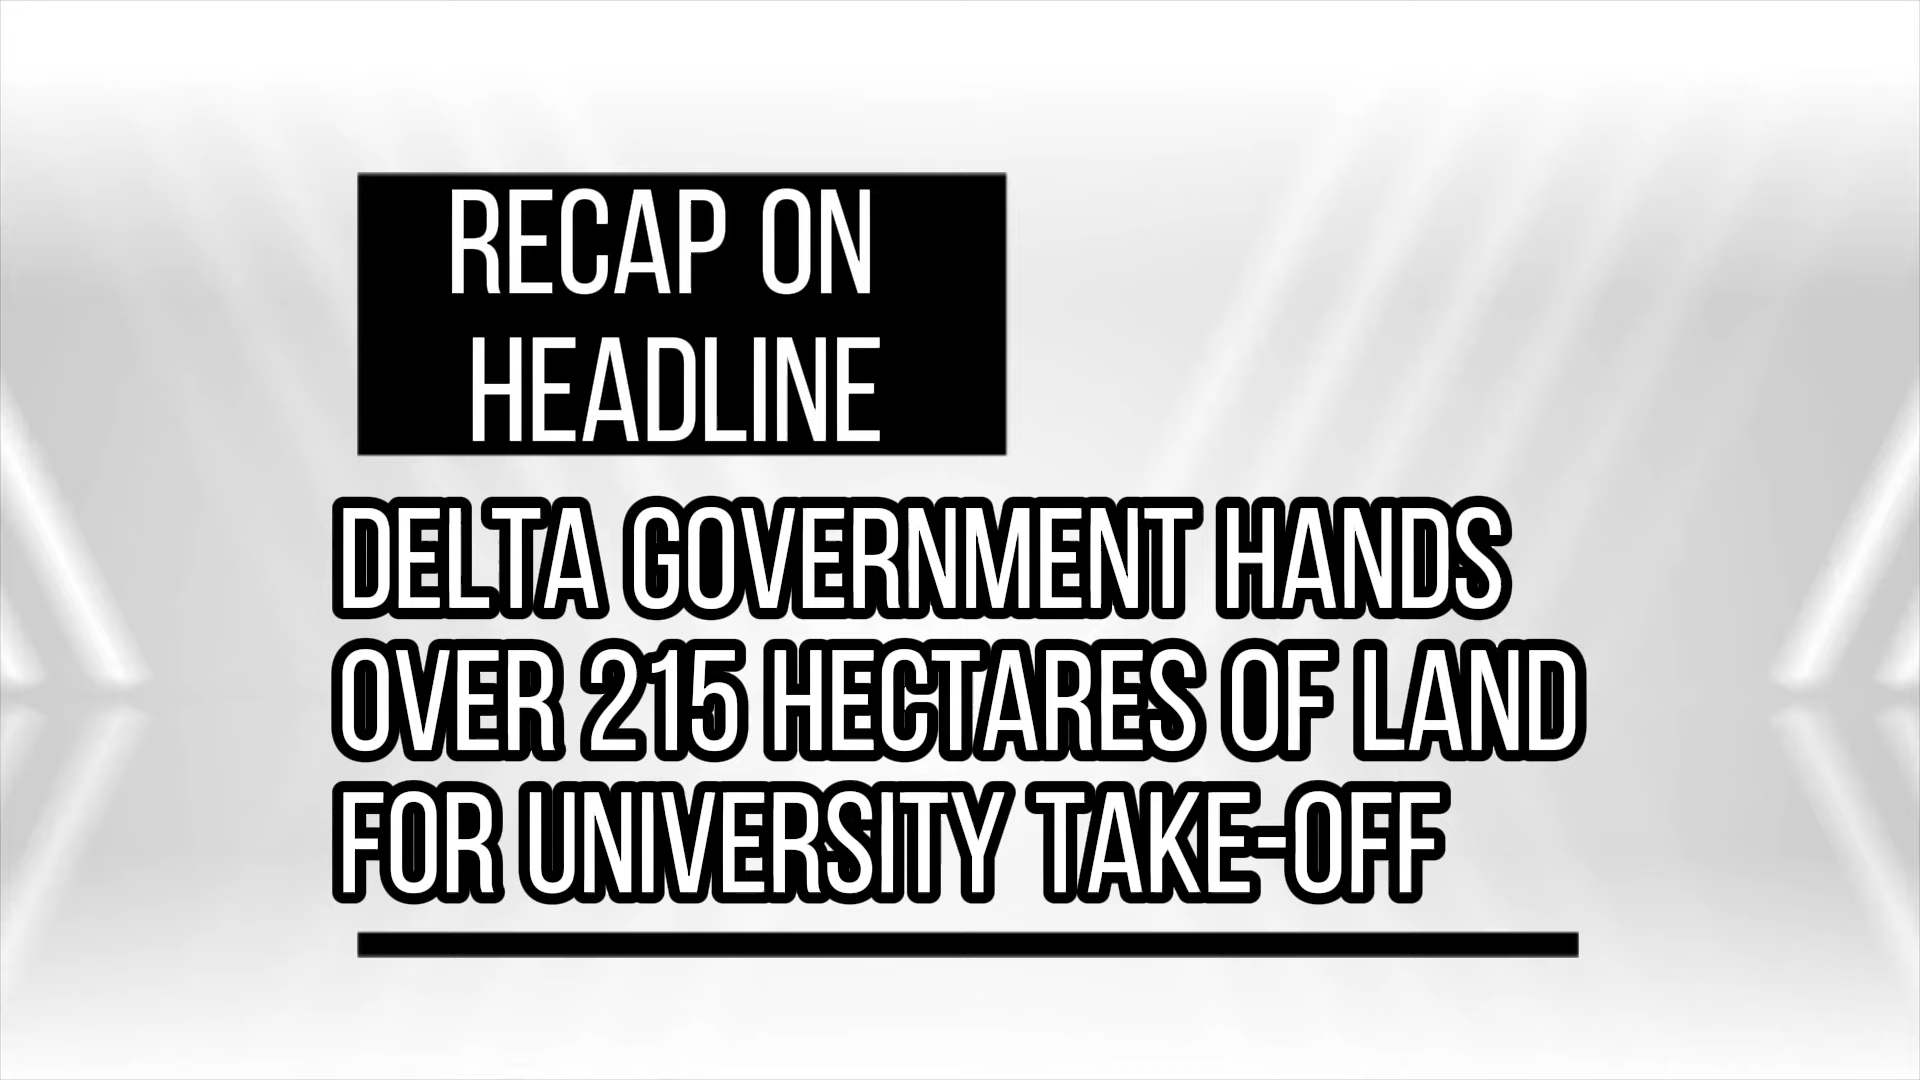 RECAP ON
HEADLINE
DELTA GOVERNMENT HANDS
OVER 215 HECTARES OF LAND
FOR UNIVERSITY TAKE-OFF